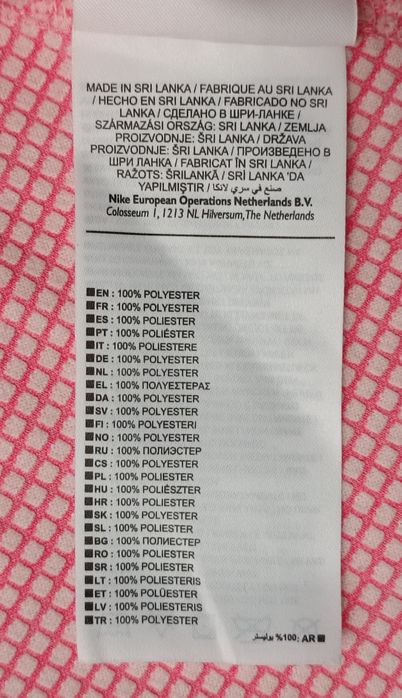 MADE IN SRI LANKA / FABRIQUE AU SRI LANKA
/ HECHO EN SRI LANKA / FABRICADO NO SRI
LANKA / СДЕЛАНО В ШРИ-ЛАНКЕ /
SZÁRMAZÁSI ORSZÁG: SRI LANKA / ZEMLJA
PROIZVODNJE: ŠRI LANKA / DRŽAVA
PROIZVODNJE: ŠRI LANKA / ПРОИЗВЕДЕНО В
ШРИ ЛАНКА / FABRICAT ÎN SRI LANKA /
RAŽOTS: ŠRILANKĀ / SRİ LANKA 'DA
YAPILMIŞTIR / صنع في سري لانكا
Nike European Operations Netherlands B.V.
Colosseum 1, 1213 NL Hilversum, The Netherlands
EN : 100% POLYESTER
FR : 100% POLYESTER
ES : 100% POLIESTER
PT : 100% POLIÉSTER
IT : 100% POLIESTERE
DE : 100% POLYESTER
NL : 100% POLYESTER
EL : 100% ΠΟΛΥΕΣΤΕΡΑΣ
DA : 100% POLYESTER
SV : 100% POLYESTER
FI : 100% POLYESTERI
NO : 100% POLYESTER
RU : 100% ПОЛИЭСТЕР
CS : 100% POLYESTER
PL : 100% POLIESTER
HU : 100% POLIÉSZTER
HR : 100% POLIESTER
SK : 100% POLYESTER
SL : 100% POLIESTER
BG : 100% ПОЛИЕСТЕР
RO : 100% POLIESTER
SR : 100% POLIESTER
LT : 100% POLIESTERIS
ET : 100% POLÜESTER
LV : 100% POLIESTERIS
TR : 100% POLYESTER
AR : 100% بوليستر